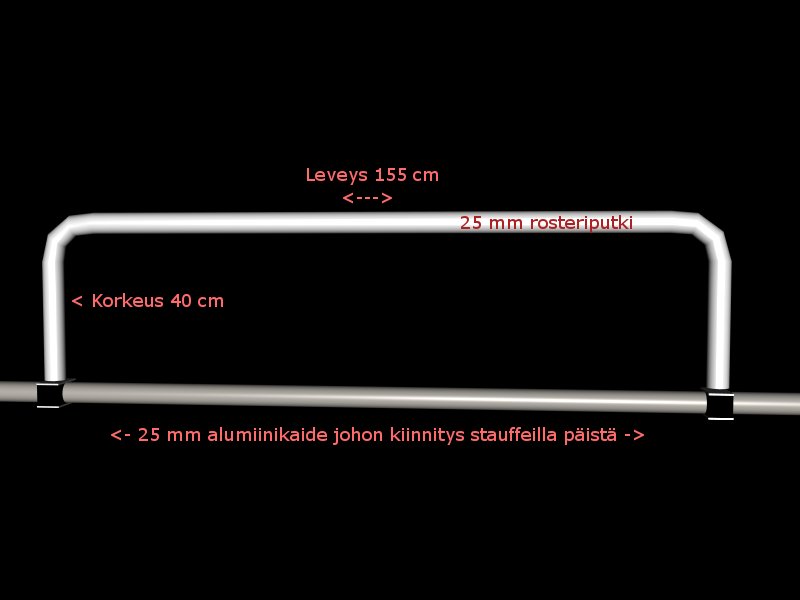 Leveys 155 cm
<--->
25 mm rosteriputki
< Korkeus 40 cm
<- 25 mm alumiinikaide johon kiinnitys stauffeilla päistä ->